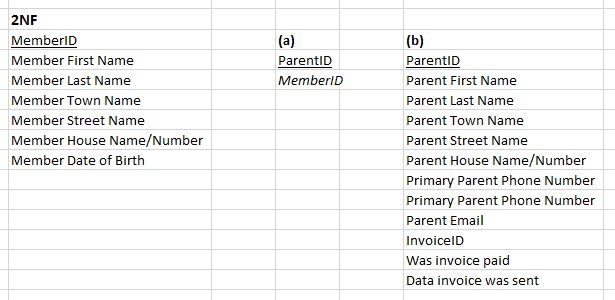 2NF
MemberID
Member First Name
Member Last Name
Member Town Name
Member Street Name
Member House Name/Number
Member Date of Birth
(a)
ParentID
MemberID
(b)
ParentID
Parent First Name
Parent Last Name
Parent Town Name
Parent Street Name
Parent House Name/Number
Primary Parent Phone Number
Primary Parent Phone Number
Parent Email
InvoiceID
Was invoice paid
Data invoice was sent